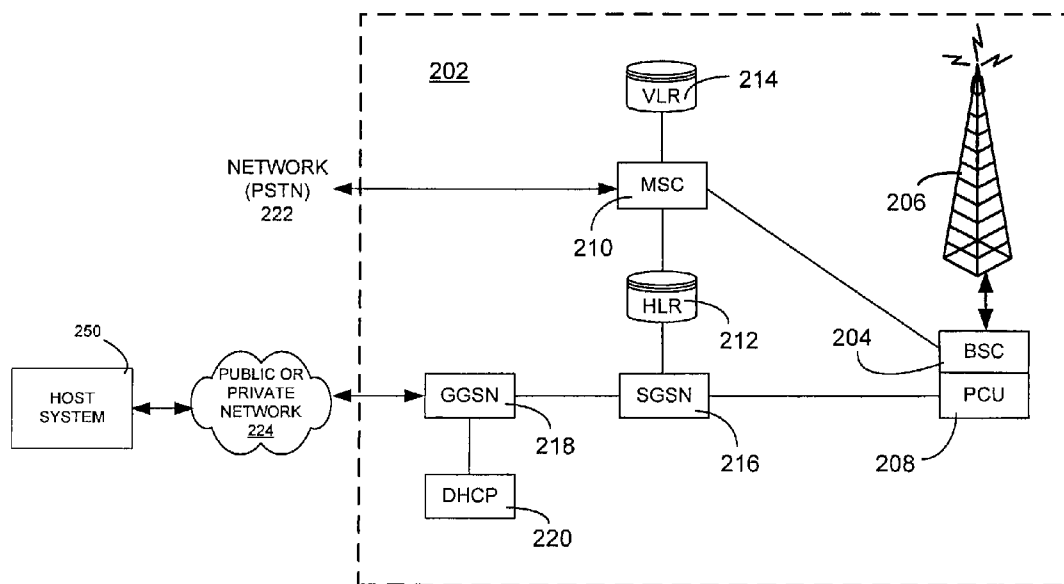 202
VLR
214
NETWORK
(PSTN)
222
MSC
210
206
HLR
212
250
HOST
SYSTEM
PUBLIC OR
PRIVATE
NETWORK
224
GGSN
218
SGSN
216
204
BSC
PCU
208
DHCP
220